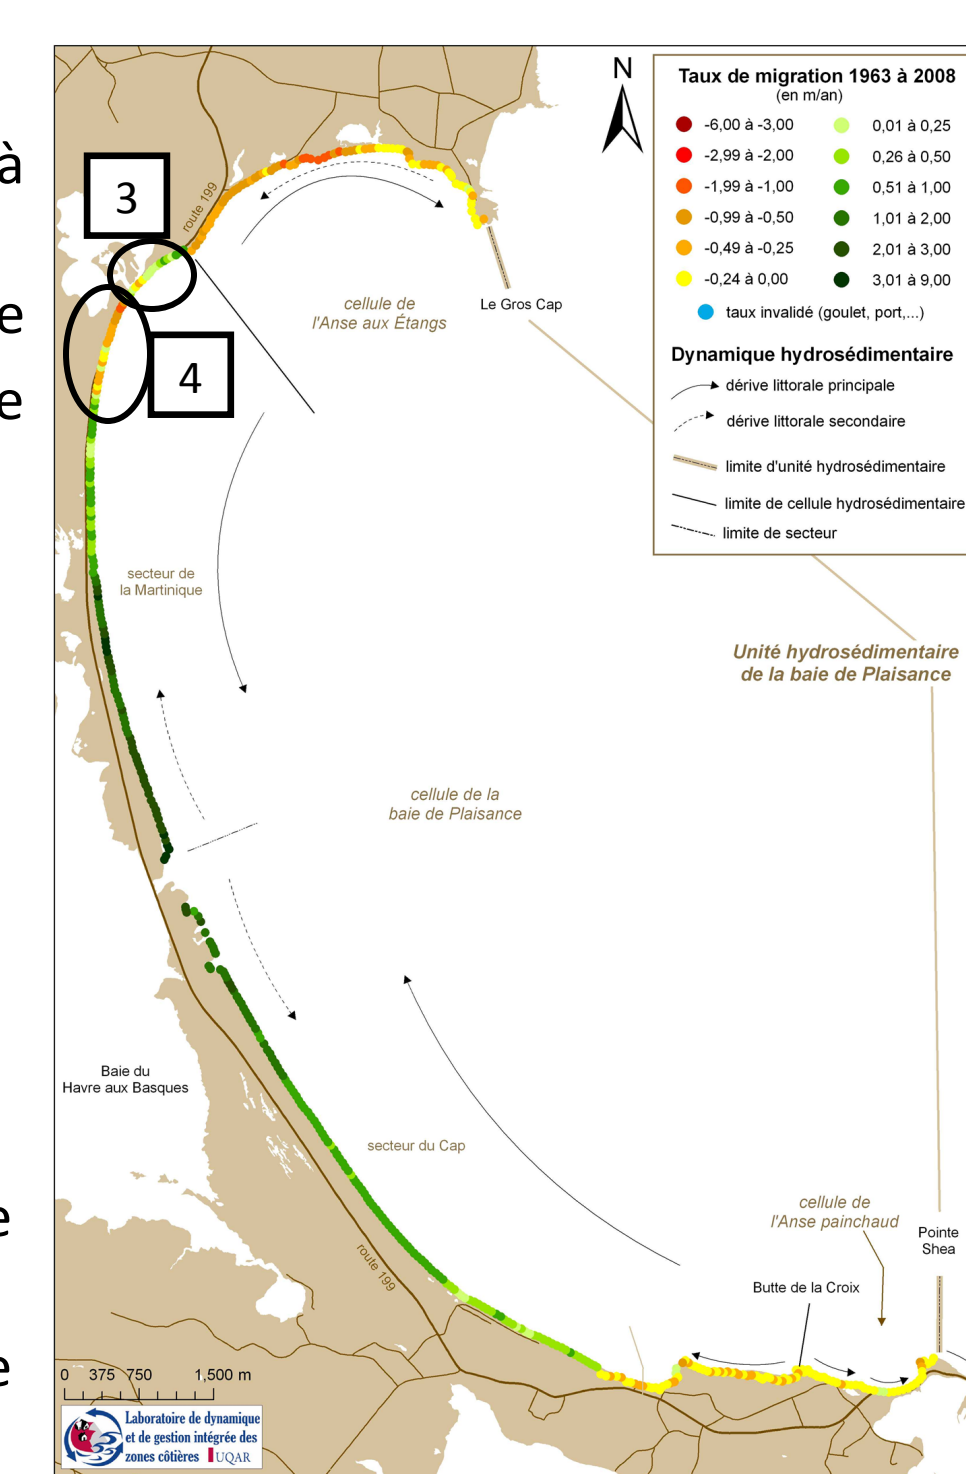 à
e
e
e
e
N
Taux de migration 1963 à 2008
(en m/an)
-6,00 à -3,00
-2,99 à -2,00
-1,99 à -1,00
-0,99 à -0,50
-0,49 à -0,25
-0,24 à 0,00
0,01 à 0,25
0,26 à 0,50
0,51 à 1,00
1,01 à 2,00
2,01 à 3,00
3,01 à 9,00
taux invalidé (goulet, port,...)
Dynamique hydrosédimentaire
dérive littorale principale
dérive littorale secondaire
limite d'unité hydrosédimentaire
limite de cellule hydrosédimentaire
limite de secteur
3
route 199
4
cellule de
l'Anse aux Étangs
Le Gros Cap
secteur de
la Martinique
Unité hydrosédimentaire
de la baie de Plaisance
cellule de la
baie de Plaisance
Baie du
Havre aux Basques
secteur du Cap
route 199
cellule de
l'Anse painchaud
Pointe
Shea
Butte de la Croix
0 375 750 1,500 m
Laboratoire de dynamique
et de gestion intégrée des
zones côtières UQAR